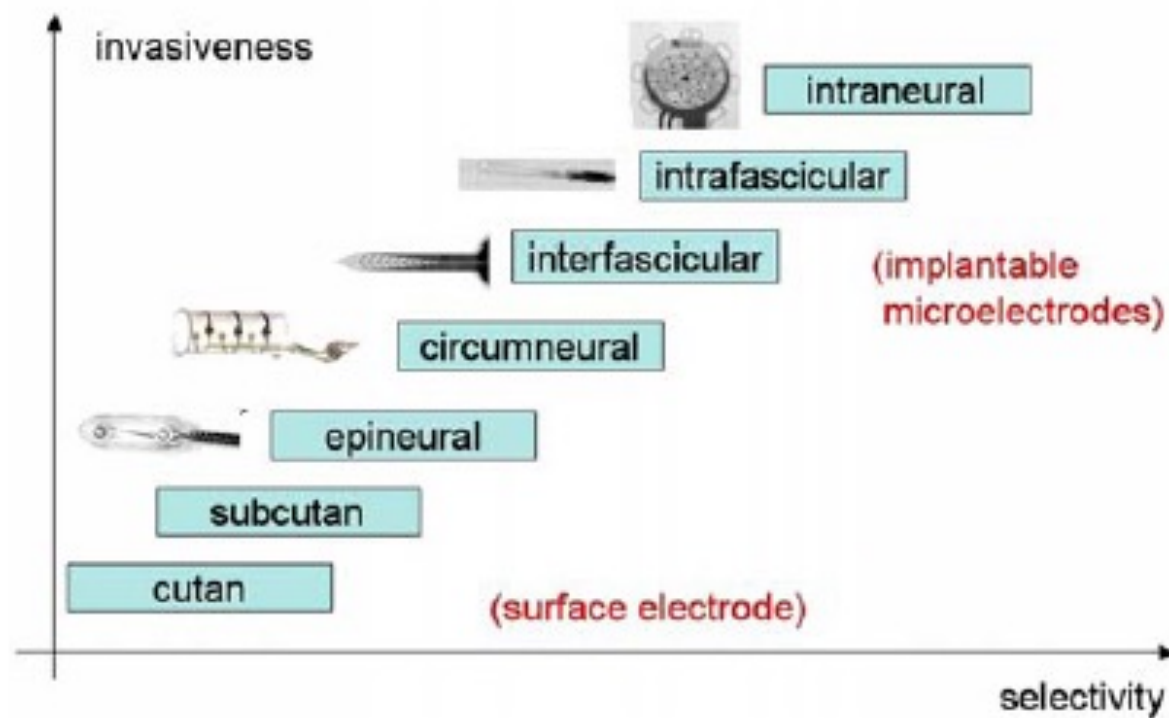 invasiveness
intraneural
intrafascicular
interfascicular
(implantable
microelectrodes)
circumneural
epineural
subcutan
cutan
(surface electrode)
selectivity